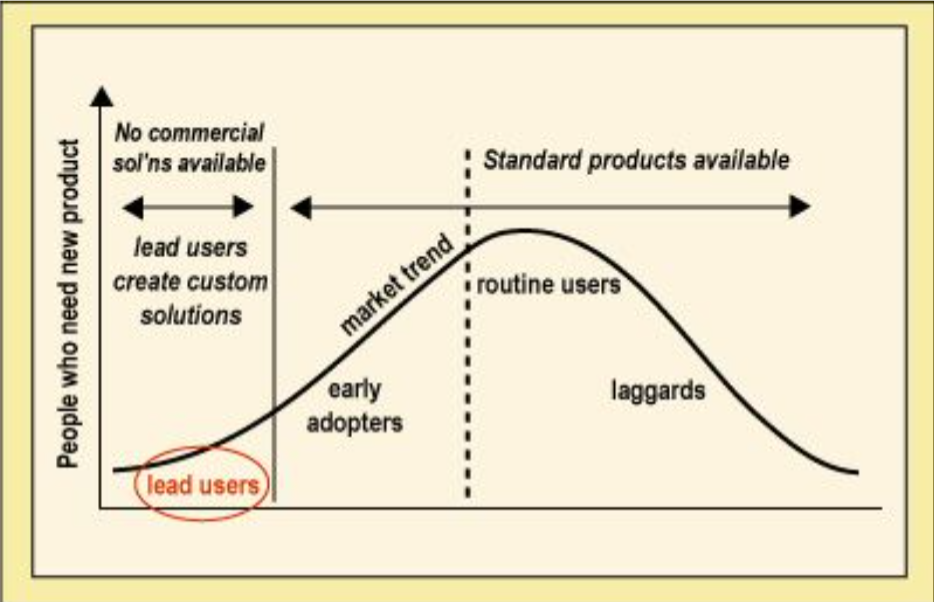 People who need new product
No commercial
sol'ns available
Standard products available
lead users
create custom
solutions
market trend
routine users
early
adopters
laggards
lead users